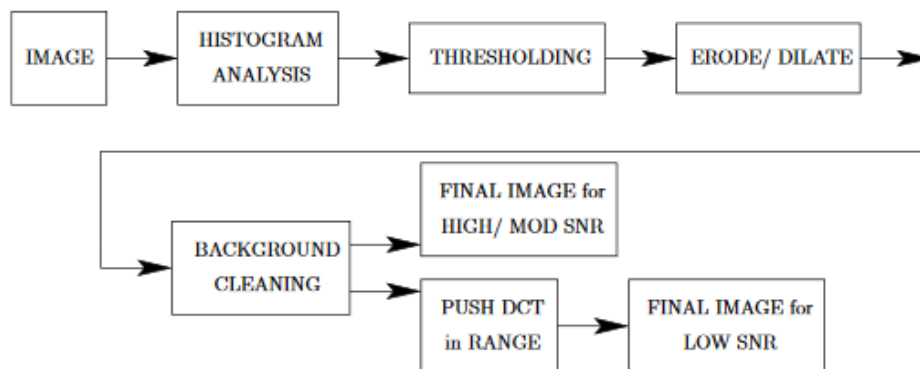 IMAGE
HISTOGRAM
ANALYSIS
THRESHOLDING
ERODE/ DILATE
BACKGROUND
CLEANING
FINAL IMAGE for
HIGH/ MOD SNR
PUSH DCT
in RANGE
FINAL IMAGE for
LOW SNR